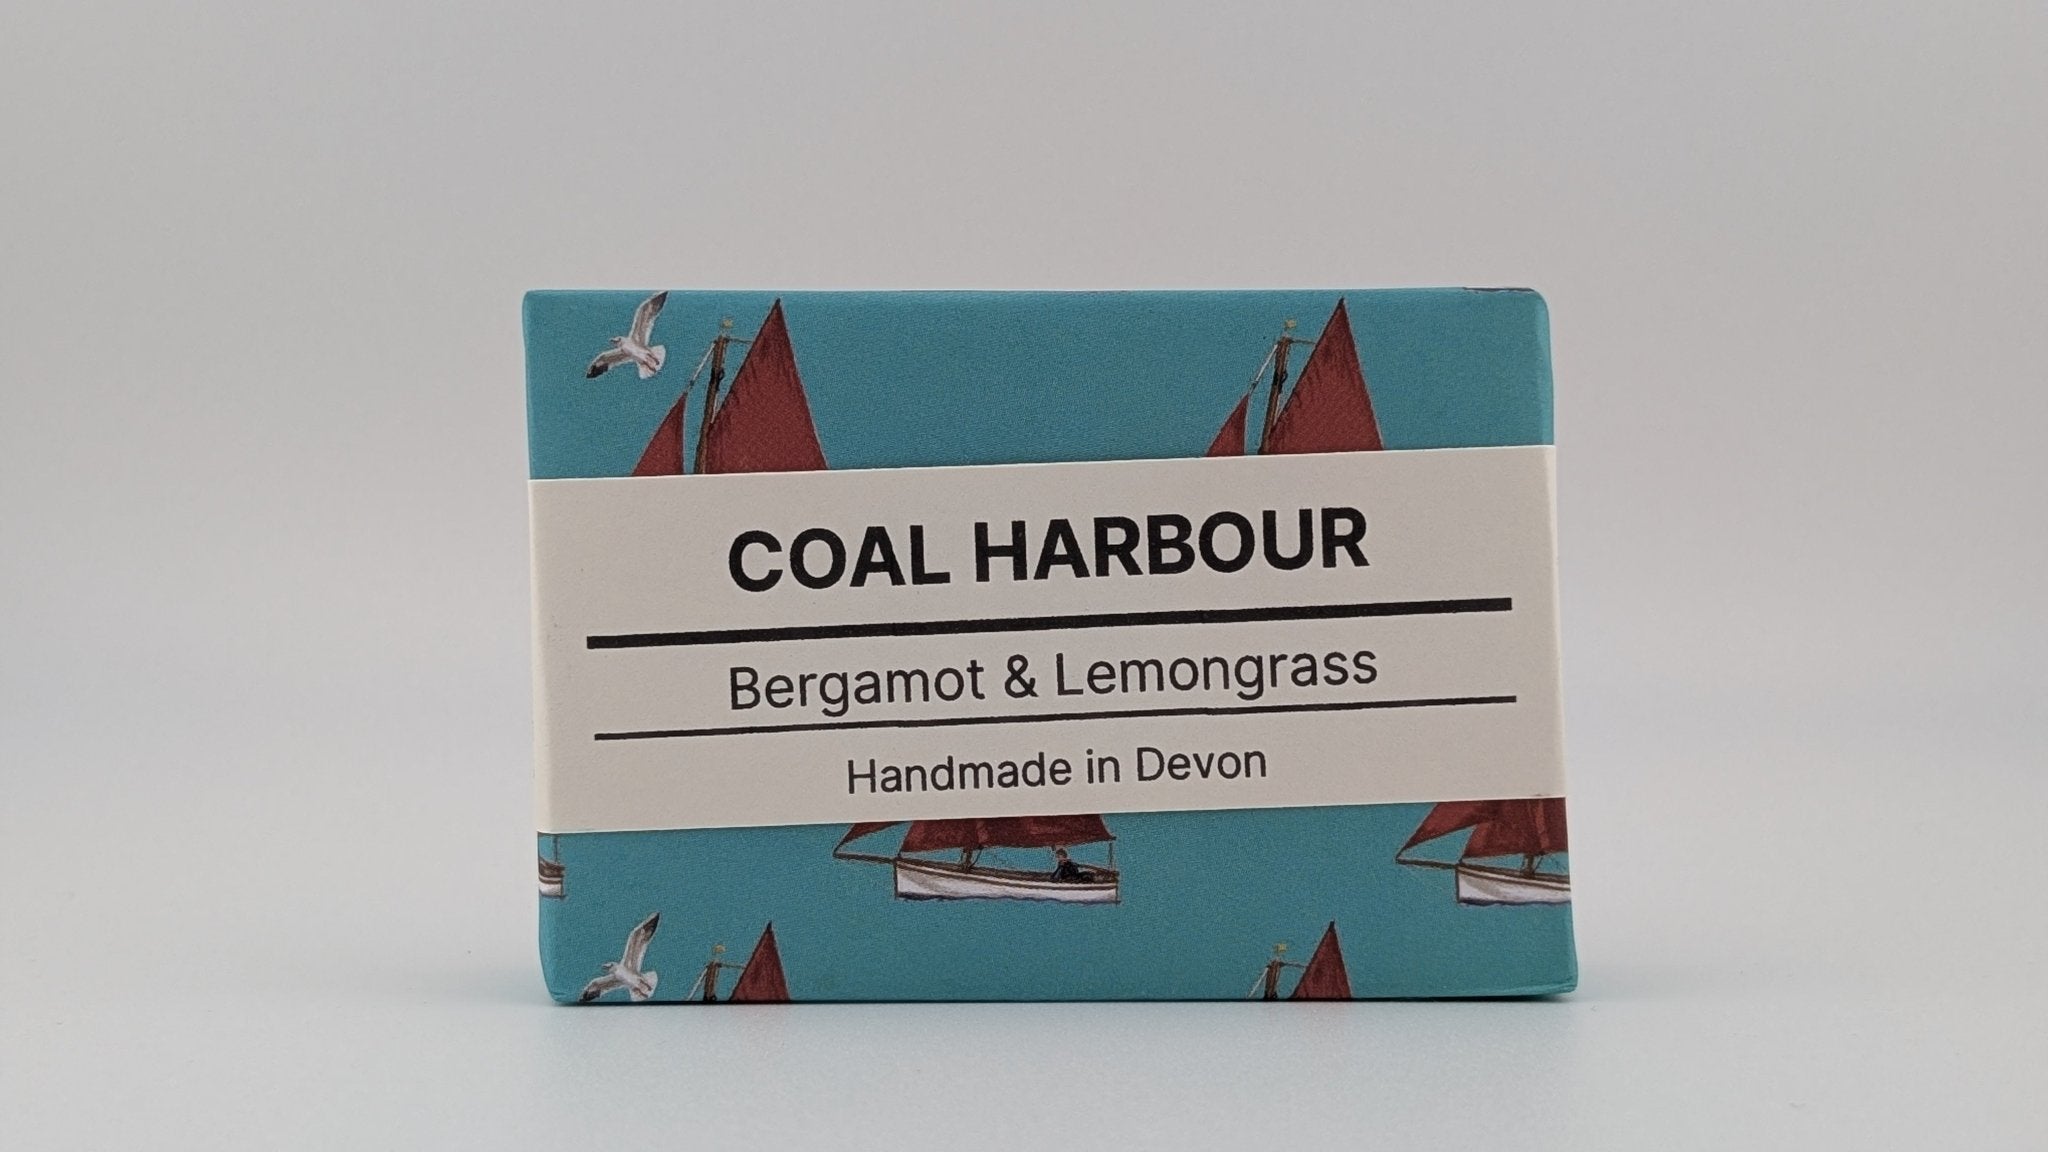 COAL HARBOUR
Bergamot & Lemongrass
Handmade in Devon